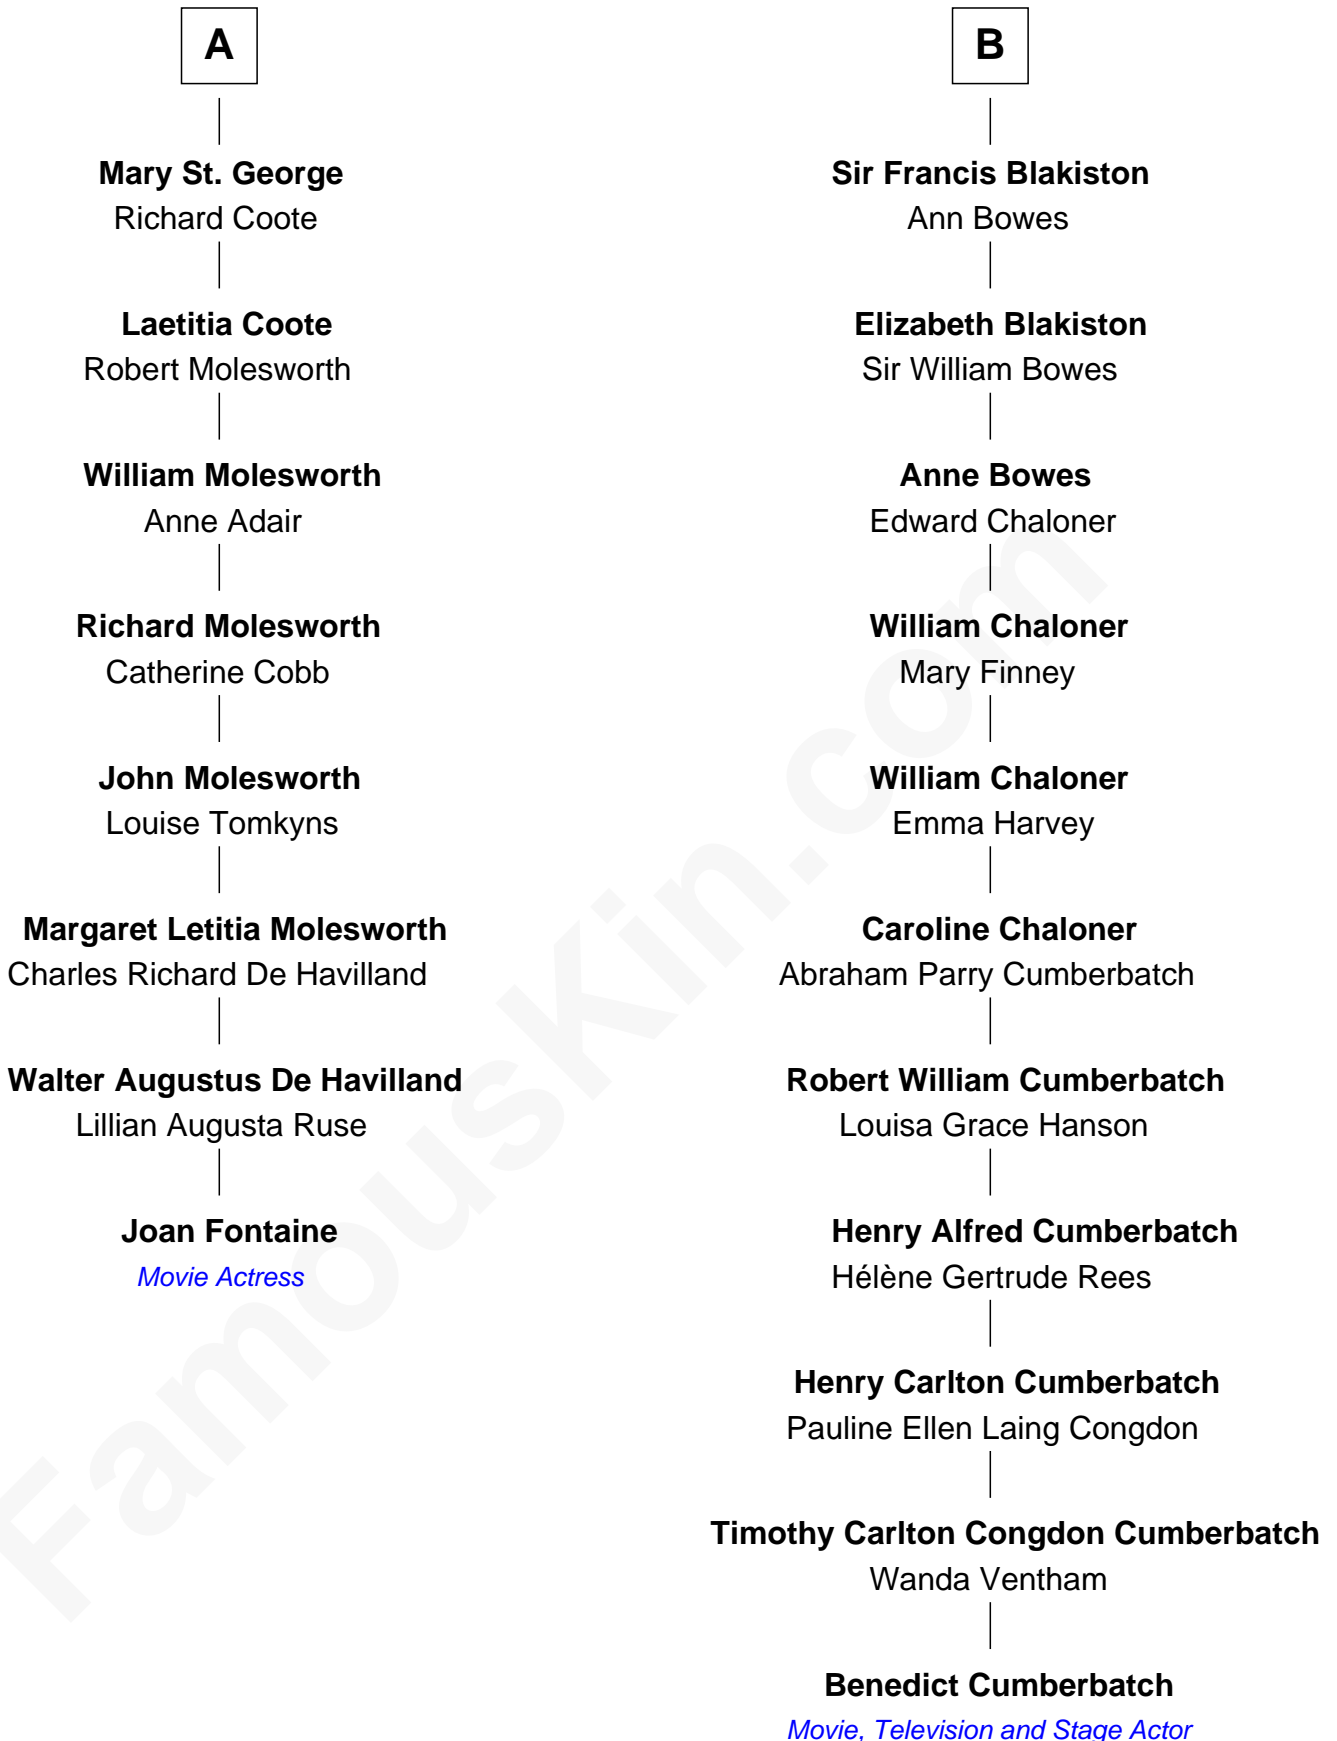 A
Mary St. George
Richard Coote
Laetitia Coote
Robert Molesworth
William Molesworth
Anne Adair
Richard Molesworth
Catherine Cobb
John Molesworth
Louise Tomkyns
Margaret Letitia Molesworth
Charles Richard De Havilland
Walter Augustus De Havilland
Lillian Augusta Ruse
Joan Fontaine
Movie Actress
B
Sir Francis Blakiston
Ann Bowes
Elizabeth Blakiston
Sir William Bowes
Anne Bowes
Edward Chaloner
William Chaloner
Mary Finney
William Chaloner
Emma Harvey
Caroline Chaloner
Abraham Parry Cumberbatch
Robert William Cumberbatch
Louisa Grace Hanson
Henry Alfred Cumberbatch
Hélène Gertrude Rees
Henry Carlton Cumberbatch
Pauline Ellen Laing Congdon
Timothy Carlton Congdon Cumberbatch
Wanda Ventham
Benedict Cumberbatch
Movie, Television and Stage Actor
FamousKin.com